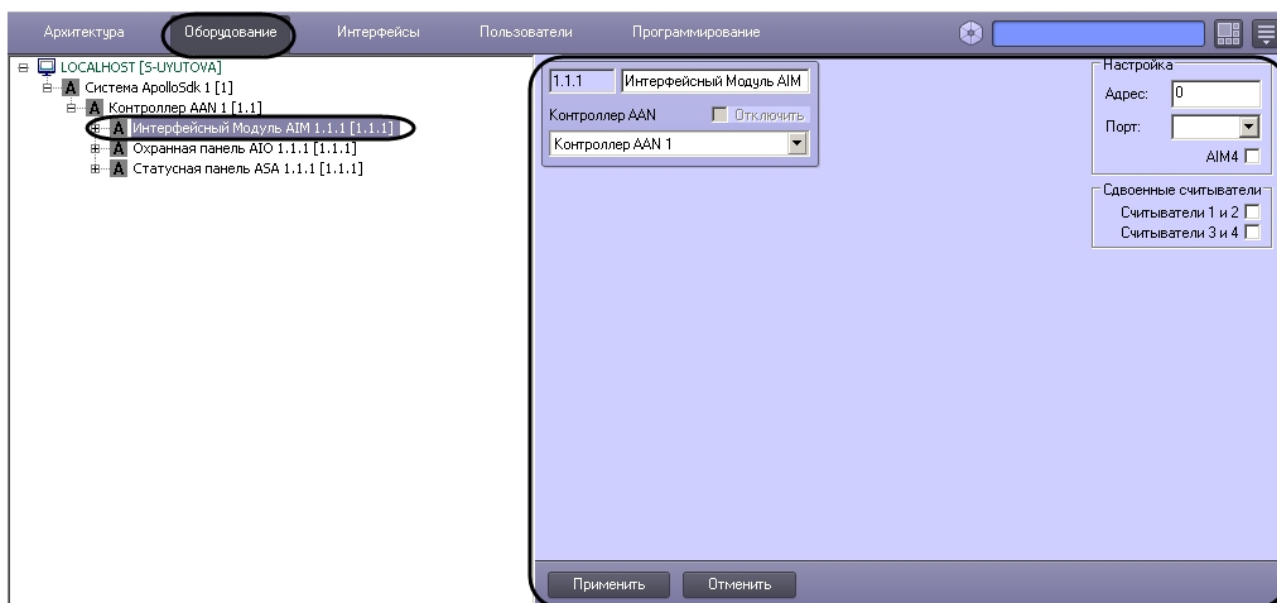 Архитектура Оборудование Интерфейсы Пользователи Программирование
LOCALHOST [S-UYUTOVA]
Система ApolloSdk 1 [1]
Контроллер AAN 1 [1.1]
Интерфейсный Модуль AIM 1.1.1 [1.1.1]
Охранная панель AIO 1.1.1 [1.1.1]
Статусная панель ASA 1.1.1 [1.1.1]
1.1.1 Интерфейсный Модуль AIM
Контроллер AAN Отключить
Контроллер AAN 1
Настройка
Адрес: 0
Порт:
AIM4
Сдвоенные считыватели
Считыватели 1 и 2
Считыватели 3 и 4
Применить Отменить